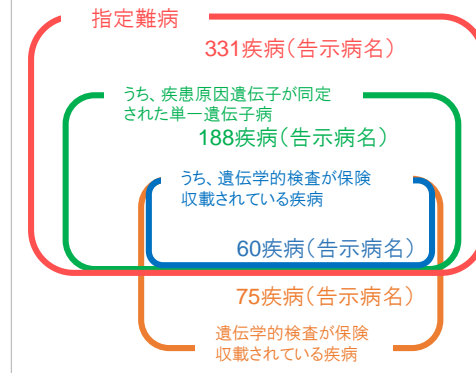 指定難病
331疾病(告示病名)
うち、疾患原因遺伝子が同定
された単一遺伝子病
188疾病(告示病名)
うち、遺伝学的検査が保険
収載されている疾病
60疾病(告示病名)
75疾病(告示病名)
遺伝学的検査が保険
収載されている疾病